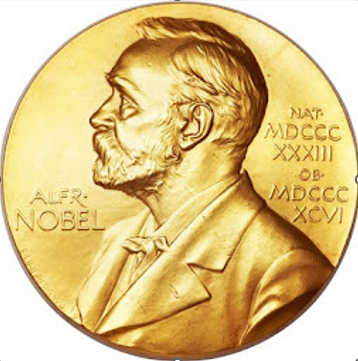 ALFR·
NOBEL
NAT·
MDCCC
XXXIII
OB·
MDCCC
XCVI